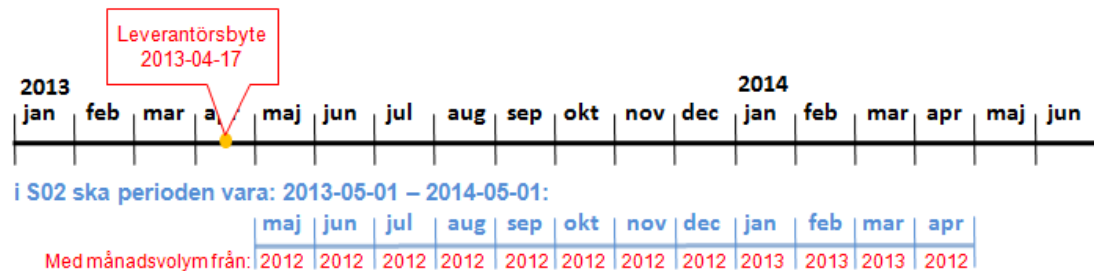 Leverantörsbyte
2013-04-17
2013 2014
jan feb mar maj jun jul aug sep okt nov dec jan feb mar apr maj jun
i S02 ska perioden vara: 2013-05-01 – 2014-05-01:
maj jun jul aug sep okt nov dec jan feb mar apr
Med månadsvolym från: 2012 2012 2012 2012 2012 2012 2012 2012 2013 2013 2013 2012